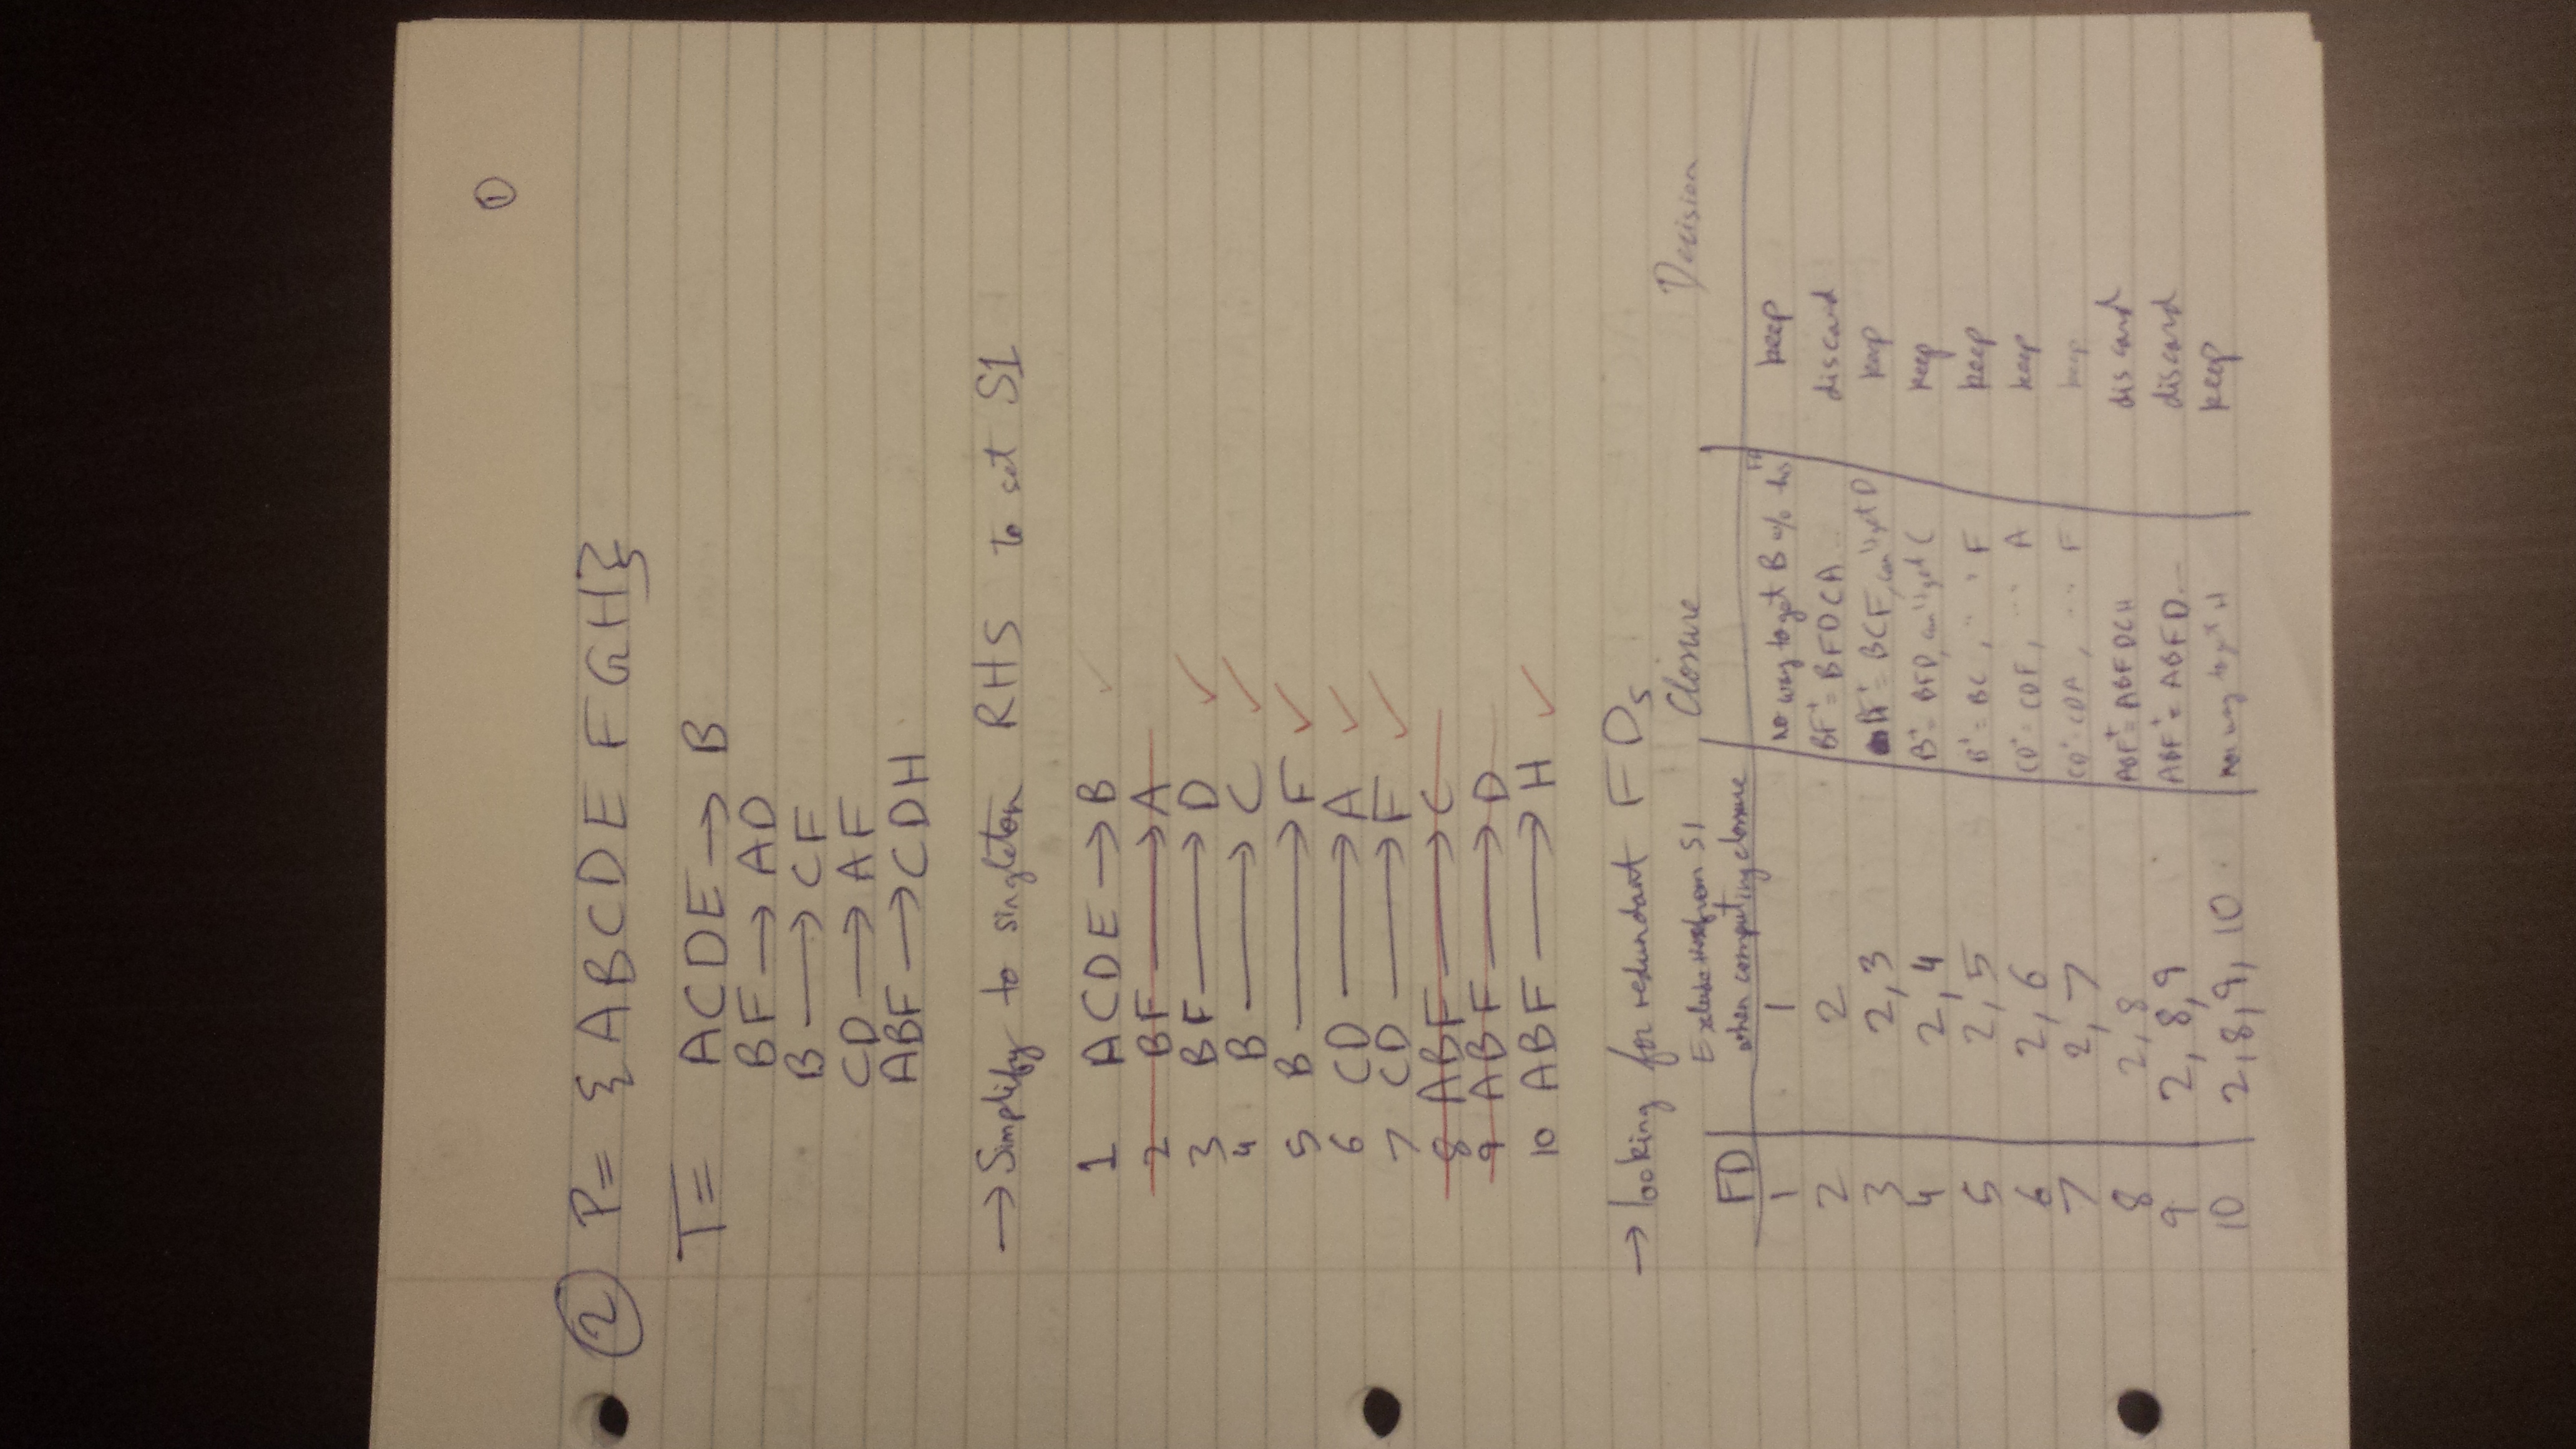 ①
② P= {ABCDEFGH}
T= ACDE → B
BF → AD
B → CF
CD → AF
ABF → CDH
→ Simplify to singleton RHS to set S1
1 ACDE → B ✓
2 BF → A
3 BF → D ✓
4 B → C ✓
5 B → F ✓
6 CD → A ✓
7 CD → F ✓
8 ABF → C
9 ABF → D
10 ABF → H ✓
→ looking for redundant FDs
FD Exclude these from S1 when computing closure Closure Decision
1 1 no way to get B w/o this FD keep
2 2 BF⁺= BFDCA... discard
3 2,3 BF⁺= BCF, can't get D keep
4 2,4 B⁺= BFD, can't get C keep
5 2,5 B⁺= BC, " " F keep
6 2,6 CD⁺= CDF, " " A keep
7 2,7 CD⁺= CDA, " " F keep
8 2,8 ABF⁺= ABFDCH discard
9 2,8,9 ABF⁺= ABFD... discard
10 2,8,9,10 no way to get H keep